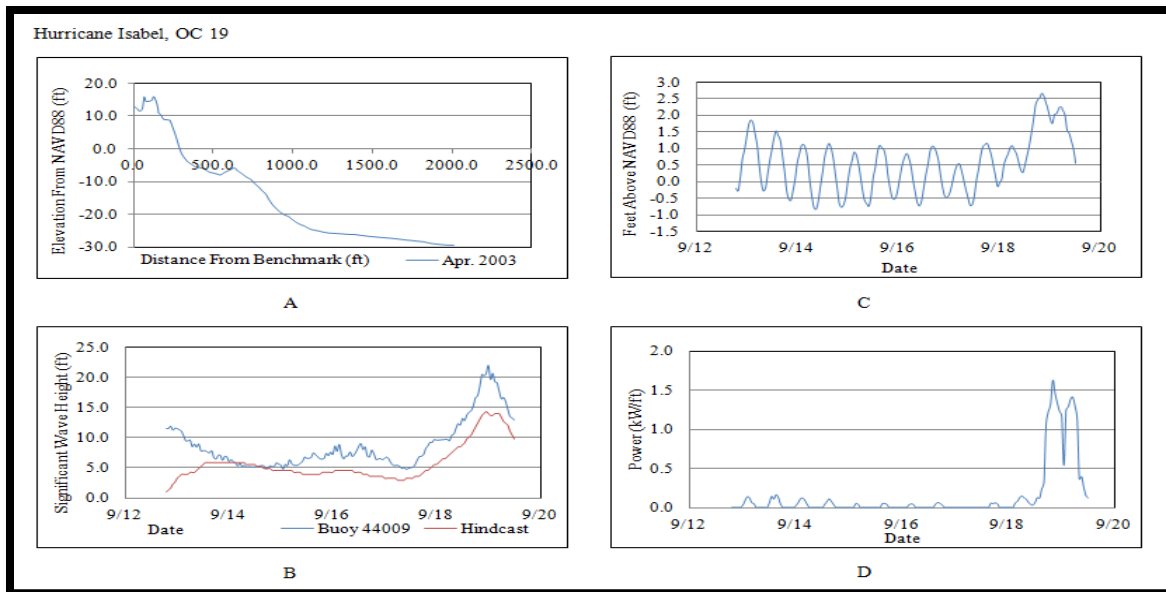 Hurricane Isabel, OC 19
Elevation From NAVD88 (ft)
20.0
10.0
0.0
-10.0
-20.0
-30.0
0.0 500.0 1000.0 1500.0 2000.0 2500.0
Distance From Benchmark (ft)
Apr. 2003
A
Feet Above NAVD88 (ft)
3.0
2.5
2.0
1.5
1.0
0.5
0.0
-0.5
-1.0
-1.5
9/12 9/14 9/16 9/18 9/20
Date
C
Significant Wave Height (ft)
25.0
20.0
15.0
10.0
5.0
0.0
9/12 9/14 9/16 9/18 9/20
Date
Buoy 44009
Hindcast
B
Power (kW/ft)
2.0
1.5
1.0
0.5
0.0
9/12 9/14 9/16 9/18 9/20
Date
D